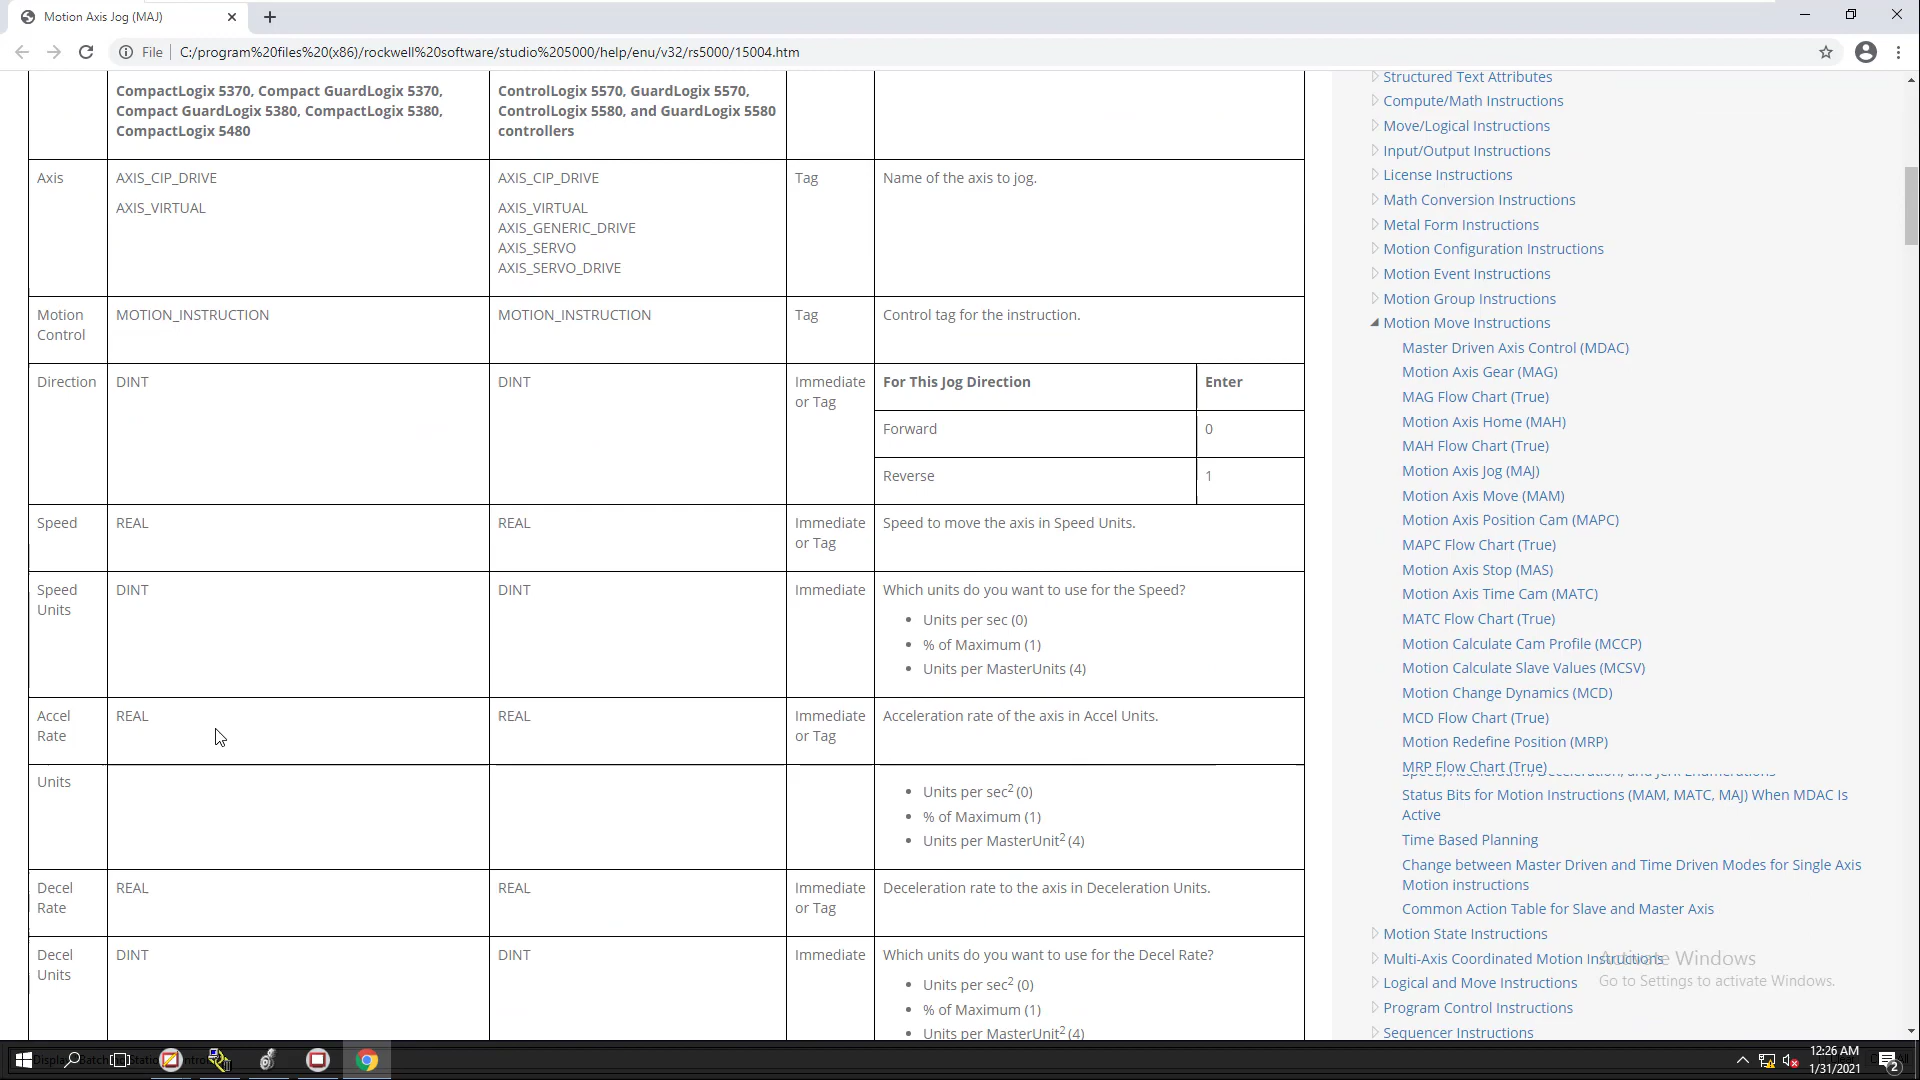 Motion Axis Jog (MAJ)
File
C:/program%20files%20(x86)/rockwell%20software/studio%205000/help/enu/v32/rs5000/15004.htm
CompactLogix 5370, Compact GuardLogix 5370,
Compact GuardLogix 5380, CompactLogix 5380,
CompactLogix 5480
ControlLogix 5570, GuardLogix 5570,
ControlLogix 5580, and GuardLogix 5580
controllers
Axis
AXIS_CIP_DRIVE
AXIS_VIRTUAL
AXIS_CIP_DRIVE
AXIS_VIRTUAL
AXIS_GENERIC_DRIVE
AXIS_SERVO
AXIS_SERVO_DRIVE
Tag
Name of the axis to jog.
Motion
Control
MOTION_INSTRUCTION
MOTION_INSTRUCTION
Tag
Control tag for the instruction.
Direction
DINT
DINT
Immediate
or Tag
For This Jog Direction
Enter
Forward
0
Reverse
1
Speed
REAL
REAL
Immediate
or Tag
Speed to move the axis in Speed Units.
Speed
Units
DINT
DINT
Immediate
Which units do you want to use for the Speed?
• Units per sec (0)
• % of Maximum (1)
• Units per MasterUnits (4)
Accel
Rate
REAL
REAL
Immediate
or Tag
Acceleration rate of the axis in Accel Units.
Units
• Units per sec2 (0)
• % of Maximum (1)
• Units per MasterUnit2 (4)
Decel
Rate
REAL
REAL
Immediate
or Tag
Deceleration rate to the axis in Deceleration Units.
Decel
Units
DINT
DINT
Immediate
Which units do you want to use for the Decel Rate?
• Units per sec2 (0)
• % of Maximum (1)
• Units per MasterUnit2 (4)
Structured Text Attributes
Compute/Math Instructions
Move/Logical Instructions
Input/Output Instructions
License Instructions
Math Conversion Instructions
Metal Form Instructions
Motion Configuration Instructions
Motion Event Instructions
Motion Group Instructions
Motion Move Instructions
Master Driven Axis Control (MDAC)
Motion Axis Gear (MAG)
MAG Flow Chart (True)
Motion Axis Home (MAH)
MAH Flow Chart (True)
Motion Axis Jog (MAJ)
Motion Axis Move (MAM)
Motion Axis Position Cam (MAPC)
MAPC Flow Chart (True)
Motion Axis Stop (MAS)
Motion Axis Time Cam (MATC)
MATC Flow Chart (True)
Motion Calculate Cam Profile (MCCP)
Motion Calculate Slave Values (MCSV)
Motion Change Dynamics (MCD)
MCD Flow Chart (True)
Motion Redefine Position (MRP)
MRP Flow Chart (True)
Speed, Acceleration, Deceleration, and Jerk Enumerations
Status Bits for Motion Instructions (MAM, MATC, MAJ) When MDAC Is
Active
Time Based Planning
Change between Master Driven and Time Driven Modes for Single Axis
Motion instructions
Common Action Table for Slave and Master Axis
Motion State Instructions
Multi-Axis Coordinated Motion Instructions
Logical and Move Instructions
Program Control Instructions
Sequencer Instructions
Activate Windows
Go to Settings to activate Windows.
12:26 AM
1/31/2021
2